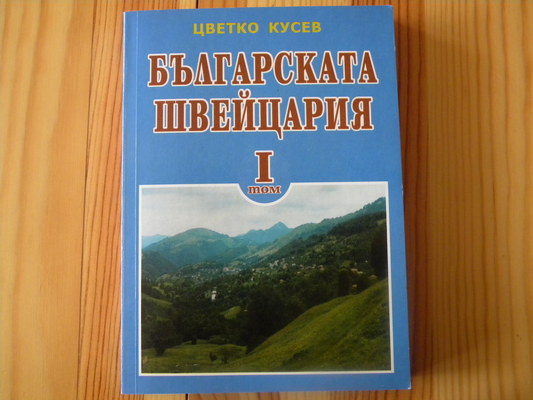 ЦВЕТКО КУСЕВ
БЪЛГАРСКАТА
ШВЕЙЦАРИЯ
I
том